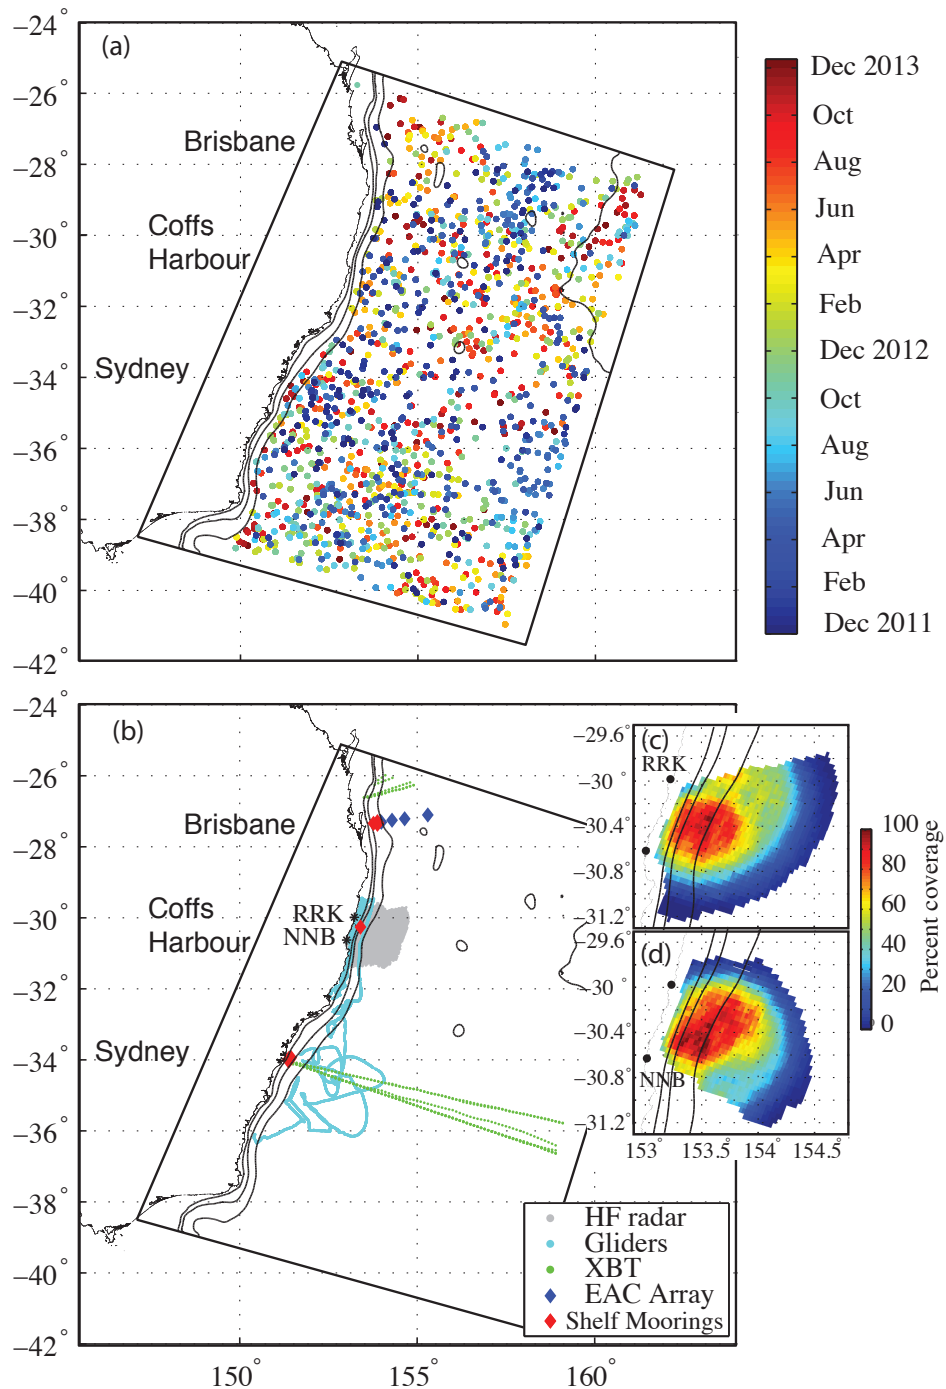 (a)
−24°
−26°
−28°
−30°
−32°
−34°
−36°
−38°
−40°
−42°
Brisbane
Coffs
Harbour
Sydney
Dec 2013
Oct
Aug
Jun
Apr
Feb
Dec 2012
Oct
Aug
Jun
Apr
Feb
Dec 2011
(b)
−24°
−26°
−28°
−30°
−32°
−34°
−36°
−38°
−40°
−42°
150°
155°
160°
Brisbane
Coffs
Harbour
Sydney
RRK
NNB
HF radar
Gliders
XBT
EAC Array
Shelf Moorings
(c)
−29.6°
−30°
−30.4°
−30.8°
−31.2°
RRK
(d)
−29.6°
−30°
−30.4°
−30.8°
−31.2°
NNB
153°
153.5°
154°
154.5°
100
80
60
40
20
0
Percent coverage